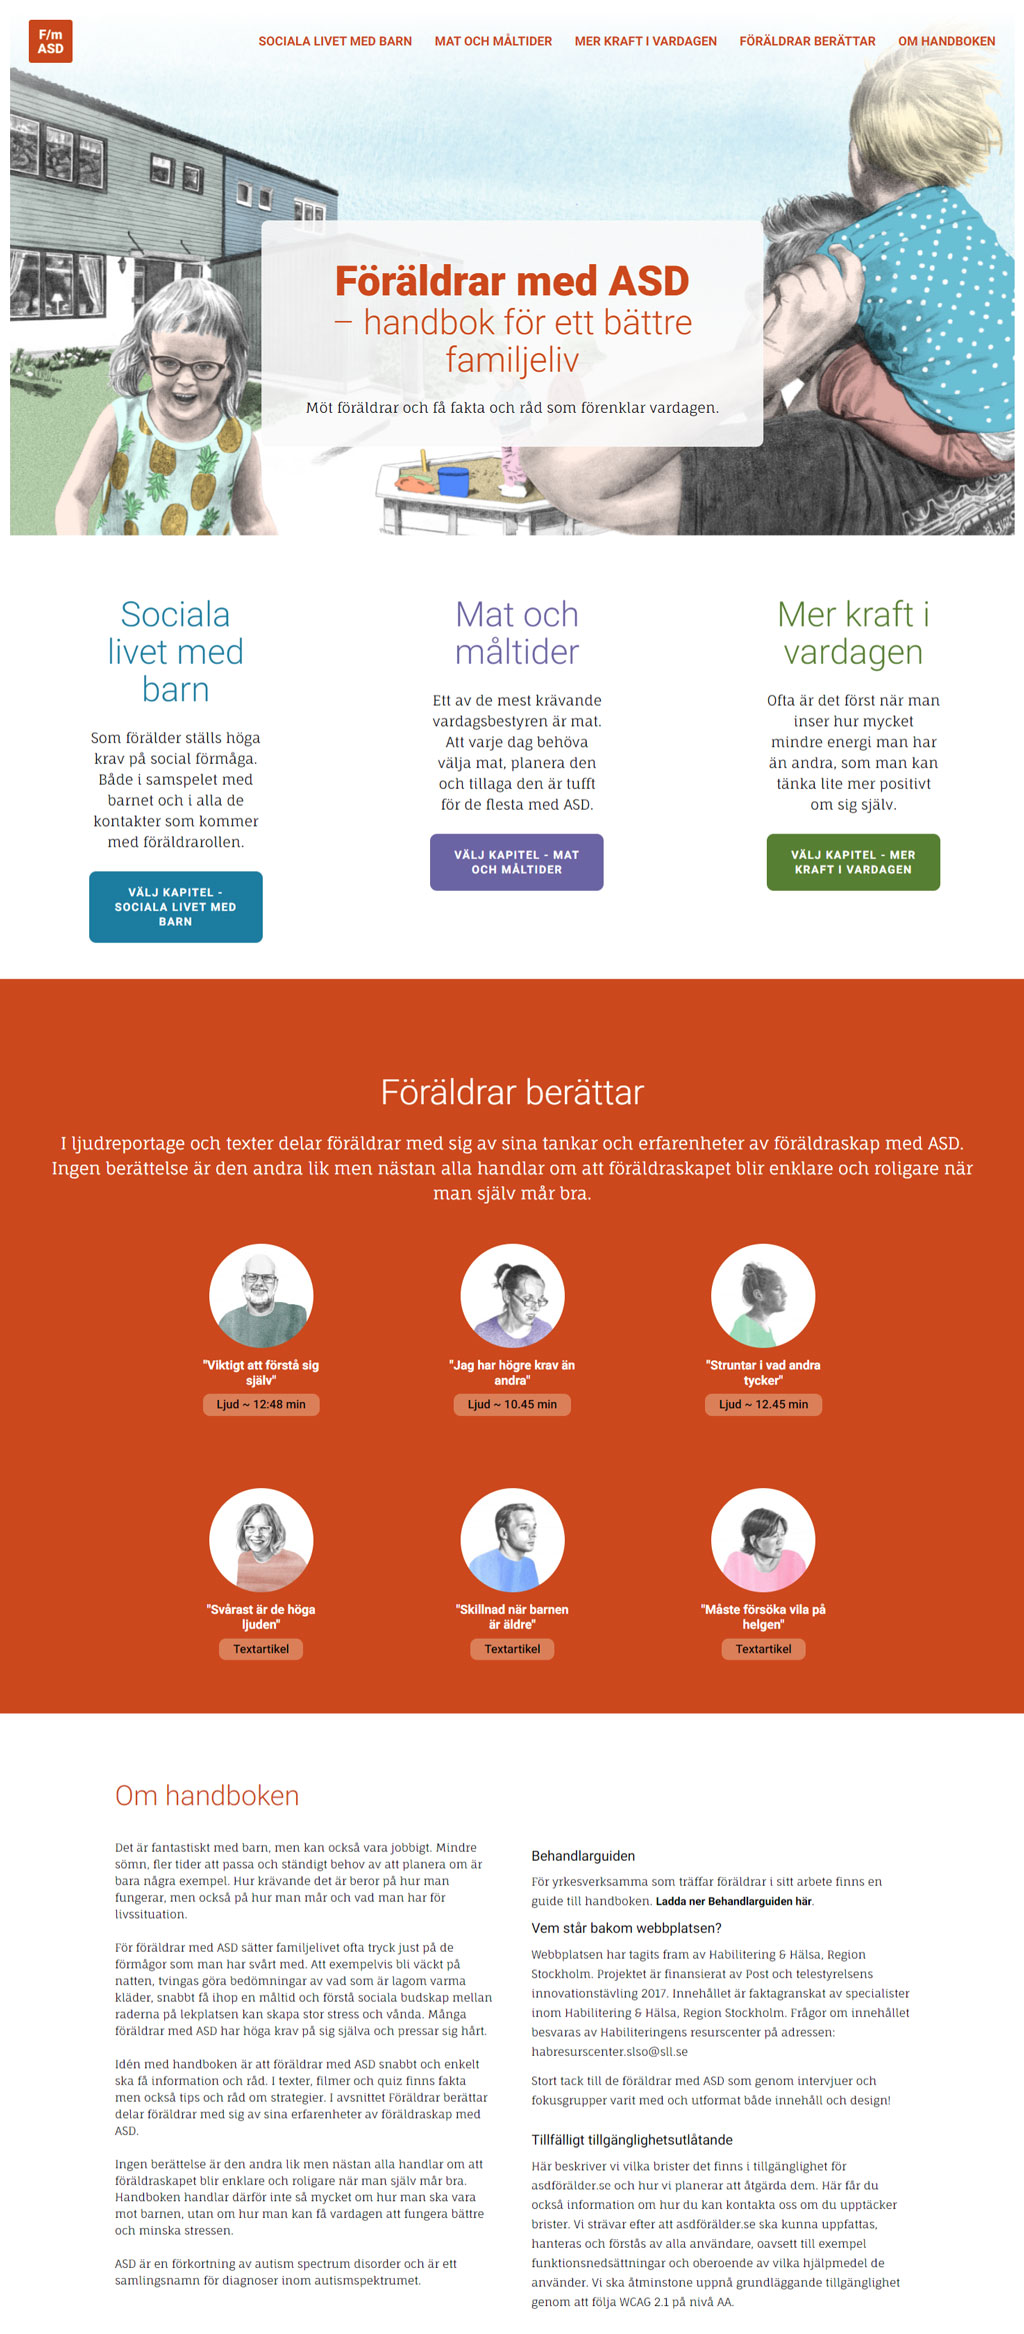 F/m
ASD
SOCIALA LIVET MED BARN
MAT OCH MÅLTIDER
MER KRAFT I VARDAGEN
FÖRÄLDRAR BERÄTTAR
OM HANDBOKEN
Föräldrar med ASD
– handbok för ett bättre
familjeliv
Möt föräldrar och få fakta och råd som förenklar vardagen.
Sociala
livet med
barn
Som förälder ställs höga
krav på social förmåga.
Både i samspelet med
barnet och i alla de
kontakter som kommer
med föräldrarollen.
VÄLJ KAPITEL -
SOCIALA LIVET MED
BARN
Mat och
måltider
Ett av de mest krävande
vardagsbestyren är mat.
Att varje dag behöva
välja mat, planera den
och tillaga den är tufft
för de flesta med ASD.
VÄLJ KAPITEL - MAT
OCH MÅLTIDER
Mer kraft i
vardagen
Ofta är det först när man
inser hur mycket
mindre energi man har
än andra, som man kan
tänka lite mer positivt
om sig själv.
VÄLJ KAPITEL - MER
KRAFT I VARDAGEN
Föräldrar berättar
I ljudreportage och texter delar föräldrar med sig av sina tankar och erfarenheter av föräldraskap med ASD.
Ingen berättelse är den andra lik men nästan alla handlar om att föräldraskapet blir enklare och roligare när
man själv mår bra.
"Viktigt att förstå sig
själv"
Ljud ~ 12:48 min
"Jag har högre krav än
andra"
Ljud ~ 10.45 min
"Struntar i vad andra
tycker"
Ljud ~ 12.45 min
"Svårast är de höga
ljuden"
Textartikel
"Skillnad när barnen
är äldre"
Textartikel
"Måste försöka vila på
helgen"
Textartikel
Om handboken
Det är fantastiskt med barn, men kan också vara jobbigt. Mindre
sömn, fler tider att passa och ständigt behov av att planera om är
bara några exempel. Hur krävande det är beror på hur man
fungerar, men också på hur man mår och vad man har för
livssituation.
För föräldrar med ASD sätter familjelivet ofta tryck just på de
förmågor som man har svårt med. Att exempelvis bli väckt på
natten, tvingas göra bedömningar av vad som är lagom varma
kläder, snabbt få ihop en måltid och förstå sociala budskap mellan
raderna på lekplatsen kan skapa stor stress och vånda. Många
föräldrar med ASD har höga krav på sig själva och pressar sig hårt.
Idén med handboken är att föräldrar med ASD snabbt och enkelt
ska få information och råd. I texter, filmer och quiz finns fakta
men också tips och råd om strategier. I avsnittet Föräldrar berättar
delar föräldrar med sig av sina erfarenheter av föräldraskap med
ASD.
Ingen berättelse är den andra lik men nästan alla handlar om att
föräldraskapet blir enklare och roligare när man själv mår bra.
Handboken handlar därför inte så mycket om hur man ska vara
mot barnen, utan om hur man kan få vardagen att fungera bättre
och minska stressen.
ASD är en förkortning av autism spectrum disorder och är ett
samlingsnamn för diagnoser inom autismspektrumet.
Behandlarguiden
För yrkesverksamma som träffar föräldrar i sitt arbete finns en
guide till handboken. Ladda ner Behandlarguiden här.
Vem står bakom webbplatsen?
Webbplatsen har tagits fram av Habilitering & Hälsa, Region
Stockholm. Projektet är finansierat av Post och telestyrelsens
innovationstävling 2017. Innehållet är faktagranskat av specialister
inom Habilitering & Hälsa, Region Stockholm. Frågor om innehållet
besvaras av Habiliteringens resurscenter på adressen:
habresurscenter.slso@sll.se
Stort tack till de föräldrar med ASD som genom intervjuer och
fokusgrupper varit med och utformat både innehåll och design!
Tillfälligt tillgänglighetsutlåtande
Här beskriver vi vilka brister det finns i tillgänglighet för
asdförälder.se och hur vi planerar att åtgärda dem. Här får du
också information om hur du kan kontakta oss om du upptäcker
brister. Vi strävar efter att asdförälder.se ska kunna uppfattas,
hanteras och förstås av alla användare, oavsett till exempel
funktionsnedsättningar och oberoende av vilka hjälpmedel de
använder. Vi ska åtminstone uppnå grundläggande tillgänglighet
genom att följa WCAG 2.1 på nivå AA.